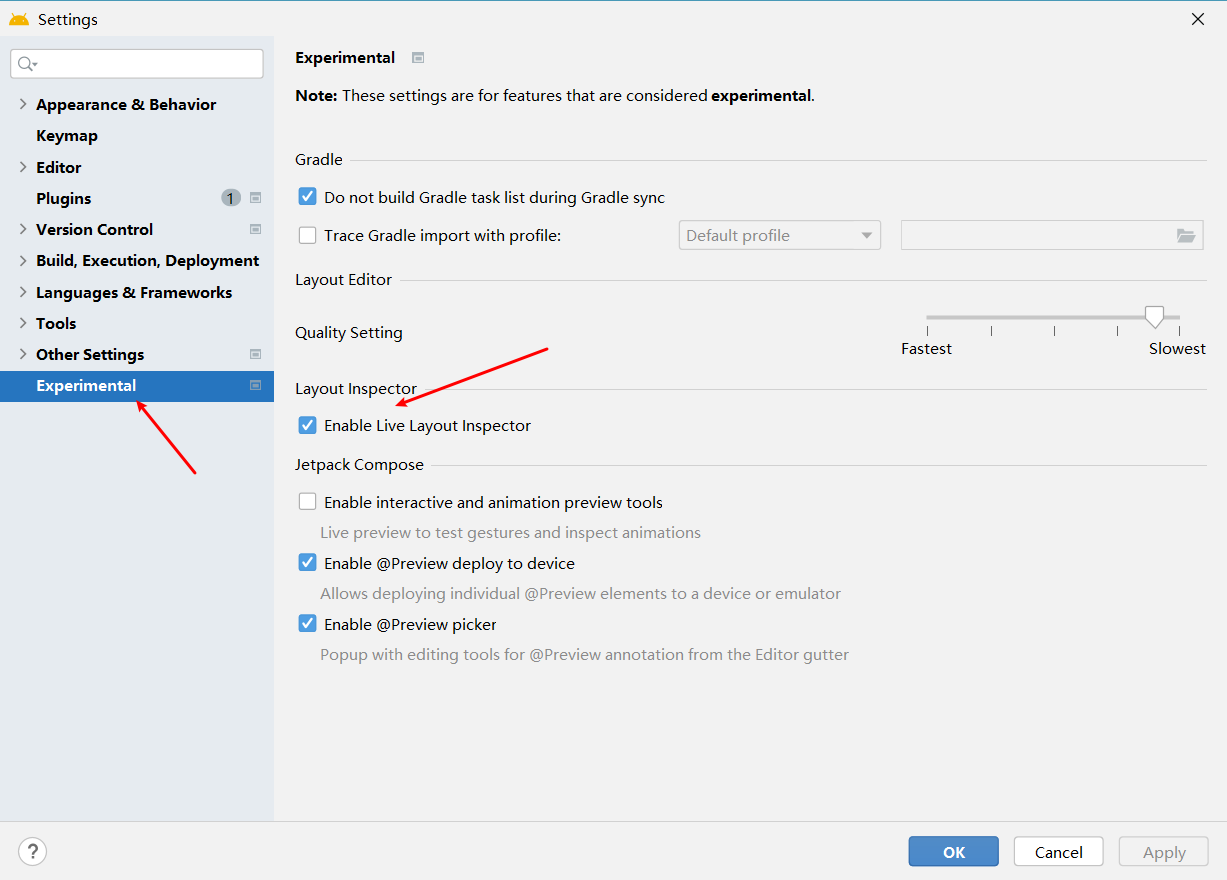 Settings
Appearance & Behavior
Keymap
Editor
Plugins 1
Version Control
Build, Execution, Deployment
Languages & Frameworks
Tools
Other Settings
Experimental
Experimental
Note: These settings are for features that are considered experimental.
Gradle
Do not build Gradle task list during Gradle sync
Trace Gradle import with profile: Default profile
Layout Editor
Quality Setting
Fastest Slowest
Layout Inspector
Enable Live Layout Inspector
Jetpack Compose
Enable interactive and animation preview tools
Live preview to test gestures and inspect animations
Enable @Preview deploy to device
Allows deploying individual @Preview elements to a device or emulator
Enable @Preview picker
Popup with editing tools for @Preview annotation from the Editor gutter
? OK Cancel Apply